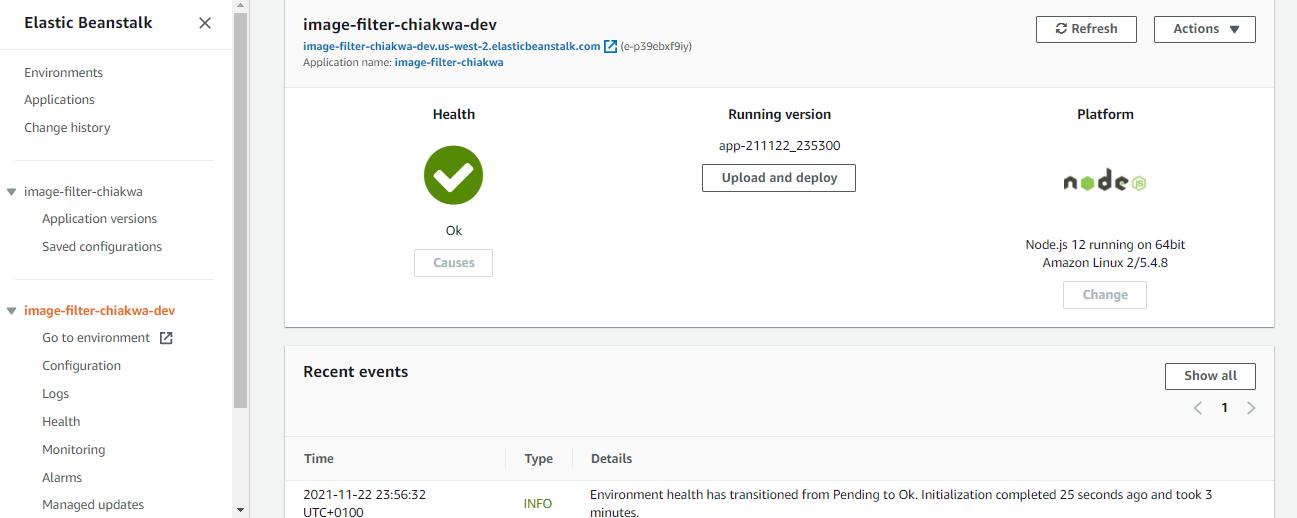 Elastic Beanstalk
Environments
Applications
Change history
image-filter-chiakwa
Application versions
Saved configurations
image-filter-chiakwa-dev
Go to environment
Configuration
Logs
Health
Monitoring
Alarms
Managed updates
image-filter-chiakwa-dev
image-filter-chiakwa-dev.us-west-2.elasticbeanstalk.com (e-p39ebxf9iy)
Application name: image-filter-chiakwa
Refresh
Actions
Health
Ok
Causes
Running version
app-211122_235300
Upload and deploy
Platform
node JS
Node.js 12 running on 64bit
Amazon Linux 2/5.4.8
Change
Recent events
Show all
1
Time Type Details
2021-11-22 23:56:32
UTC+0100
INFO
Environment health has transitioned from Pending to Ok. Initialization completed 25 seconds ago and took 3
minutes.